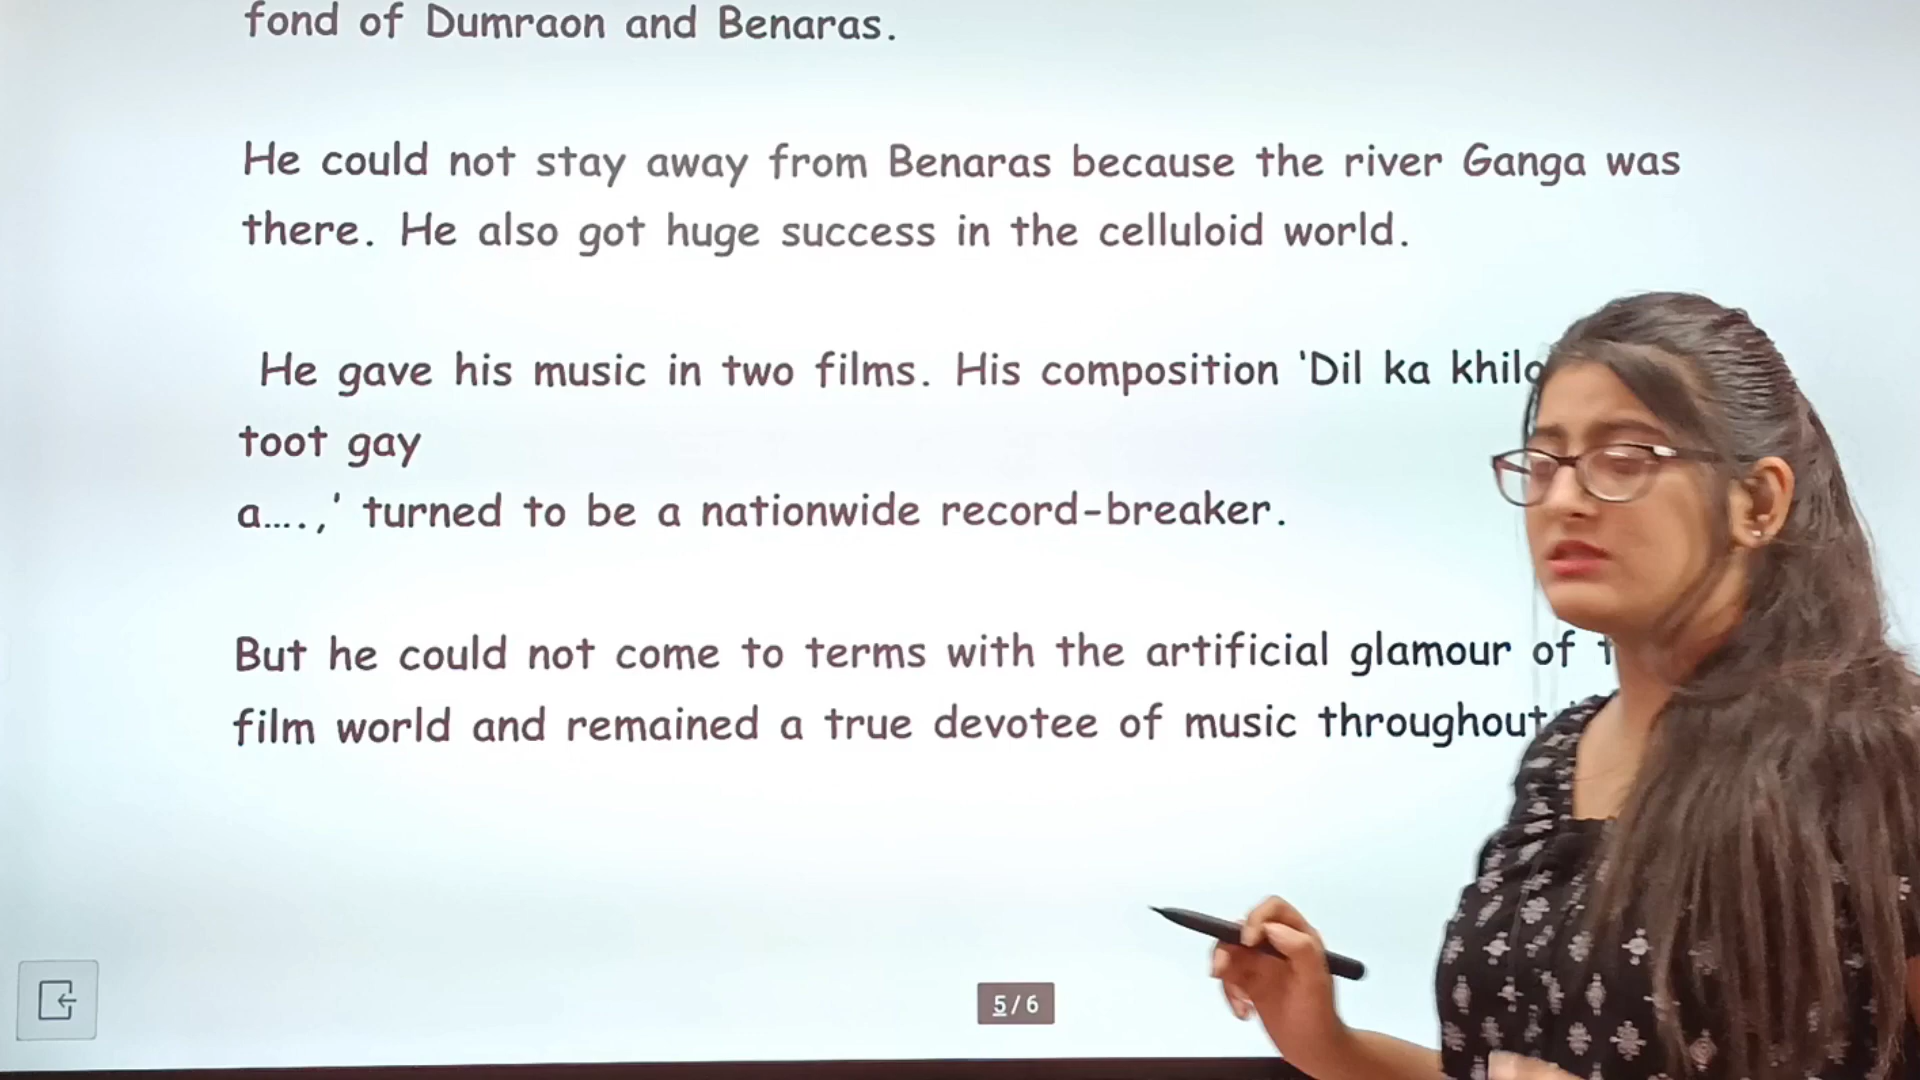 fond of Dumraon and Benaras.
He could not stay away from Benaras because the river Ganga was
there. He also got huge success in the celluloid world.
He gave his music in two films. His composition 'Dil ka
toot gay
a....,' turned to be a nationwide record-breaker.
But he could not come to terms with the artificial glamour of
film world and remained a true devotee of music throughout
5/6